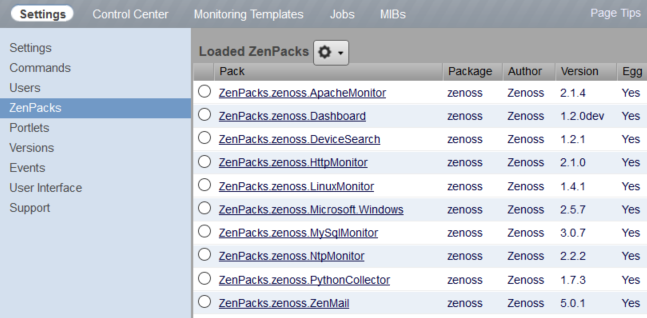 Settings Control Center Monitoring Templates Jobs MIBs Page Tips
Settings
Commands
Users
ZenPacks
Portlets
Versions
Events
User Interface
Support
Loaded ZenPacks
Pack Package Author Version Egg
ZenPacks.zenoss.ApacheMonitor zenoss Zenoss 2.1.4 Yes
ZenPacks.zenoss.Dashboard zenoss Zenoss 1.2.0dev Yes
ZenPacks.zenoss.DeviceSearch zenoss Zenoss 1.2.1 Yes
ZenPacks.zenoss.HttpMonitor zenoss Zenoss 2.1.0 Yes
ZenPacks.zenoss.LinuxMonitor zenoss Zenoss 1.4.1 Yes
ZenPacks.zenoss.Microsoft.Windows zenoss Zenoss 2.5.7 Yes
ZenPacks.zenoss.MySqlMonitor zenoss Zenoss 3.0.7 Yes
ZenPacks.zenoss.NtpMonitor zenoss Zenoss 2.2.2 Yes
ZenPacks.zenoss.PythonCollector zenoss Zenoss 1.7.3 Yes
ZenPacks.zenoss.ZenMail zenoss Zenoss 5.0.1 Yes